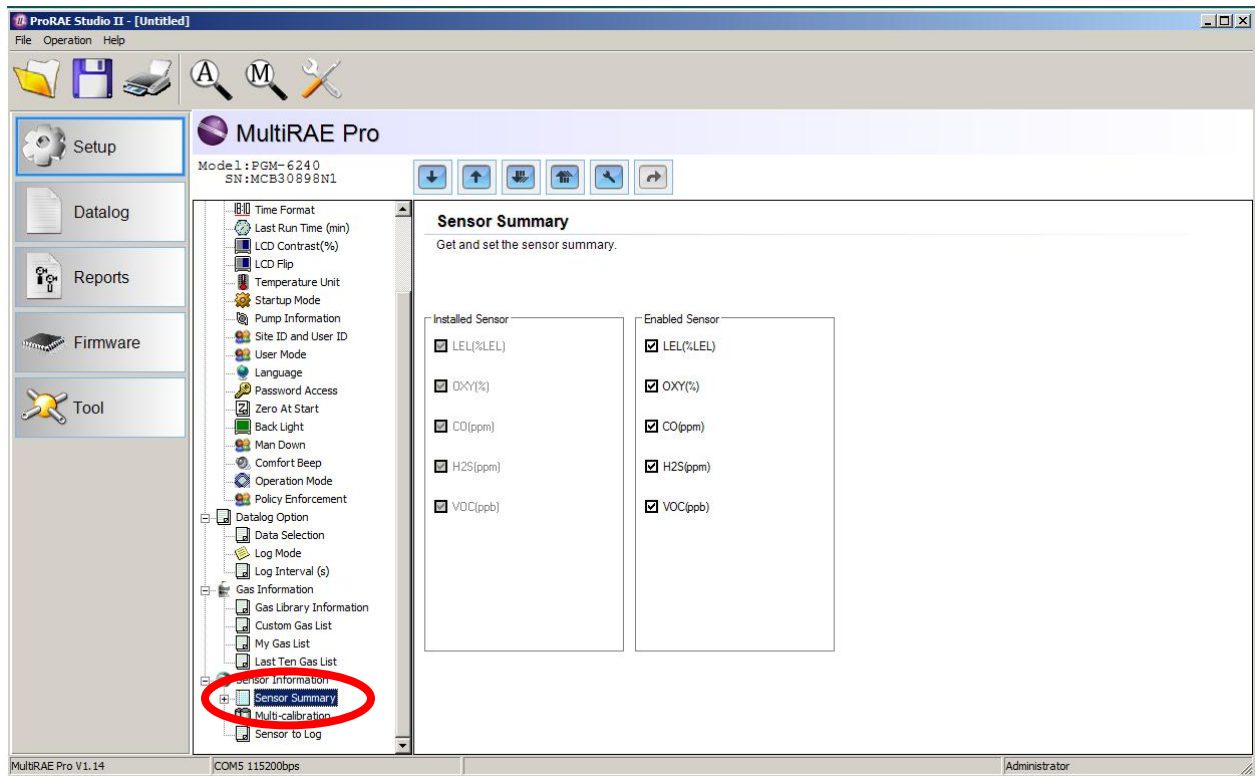 ProRAE Studio II - [Untitled]
File Operation Help
A M
Setup
Datalog
Reports
Firmware
Tool
MultiRAE Pro
Model:PGM-6240
SN:MCB30898N1
Time Format
Last Run Time (min)
LCD Contrast(%)
LCD Flip
Temperature Unit
Startup Mode
Pump Information
Site ID and User ID
User Mode
Language
Password Access
Zero At Start
Back Light
Man Down
Comfort Beep
Operation Mode
Policy Enforcement
Datalog Option
Data Selection
Log Mode
Log Interval (s)
Gas Information
Gas Library Information
Custom Gas List
My Gas List
Last Ten Gas List
Sensor Information
Sensor Summary
Multi-calibration
Sensor to Log
Sensor Summary
Get and set the sensor summary.
Installed Sensor
LEL(%LEL)
OXY(%)
CO(ppm)
H2S(ppm)
VOC(ppb)
Enabled Sensor
LEL(%LEL)
OXY(%)
CO(ppm)
H2S(ppm)
VOC(ppb)
MultiRAE Pro V1.14 COM5 115200bps Administrator